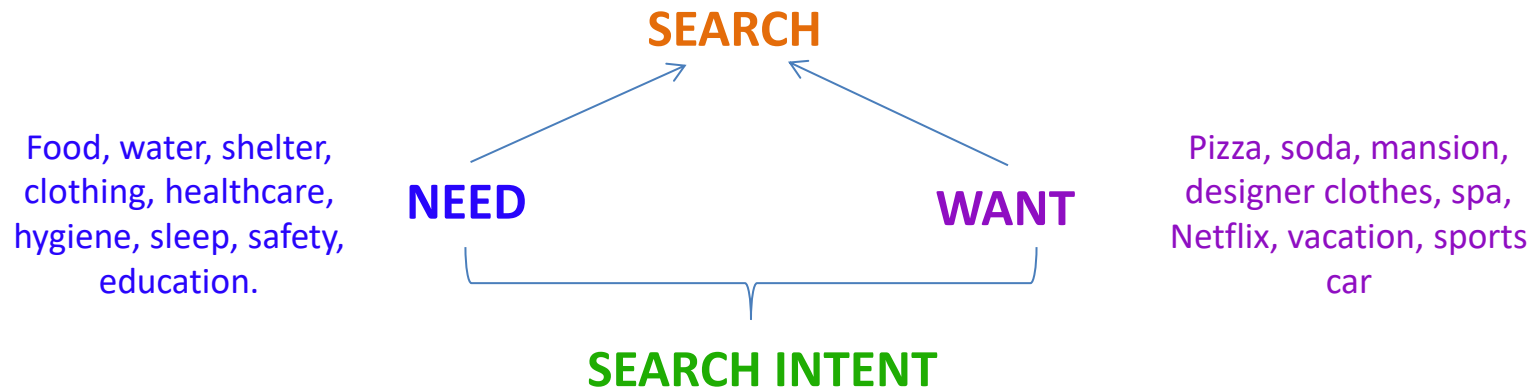 SEARCH
Food, water, shelter,
clothing, healthcare,
hygiene, sleep, safety,
education.
NEED
WANT
Pizza, soda, mansion,
designer clothes, spa,
Netflix, vacation, sports
car
SEARCH INTENT